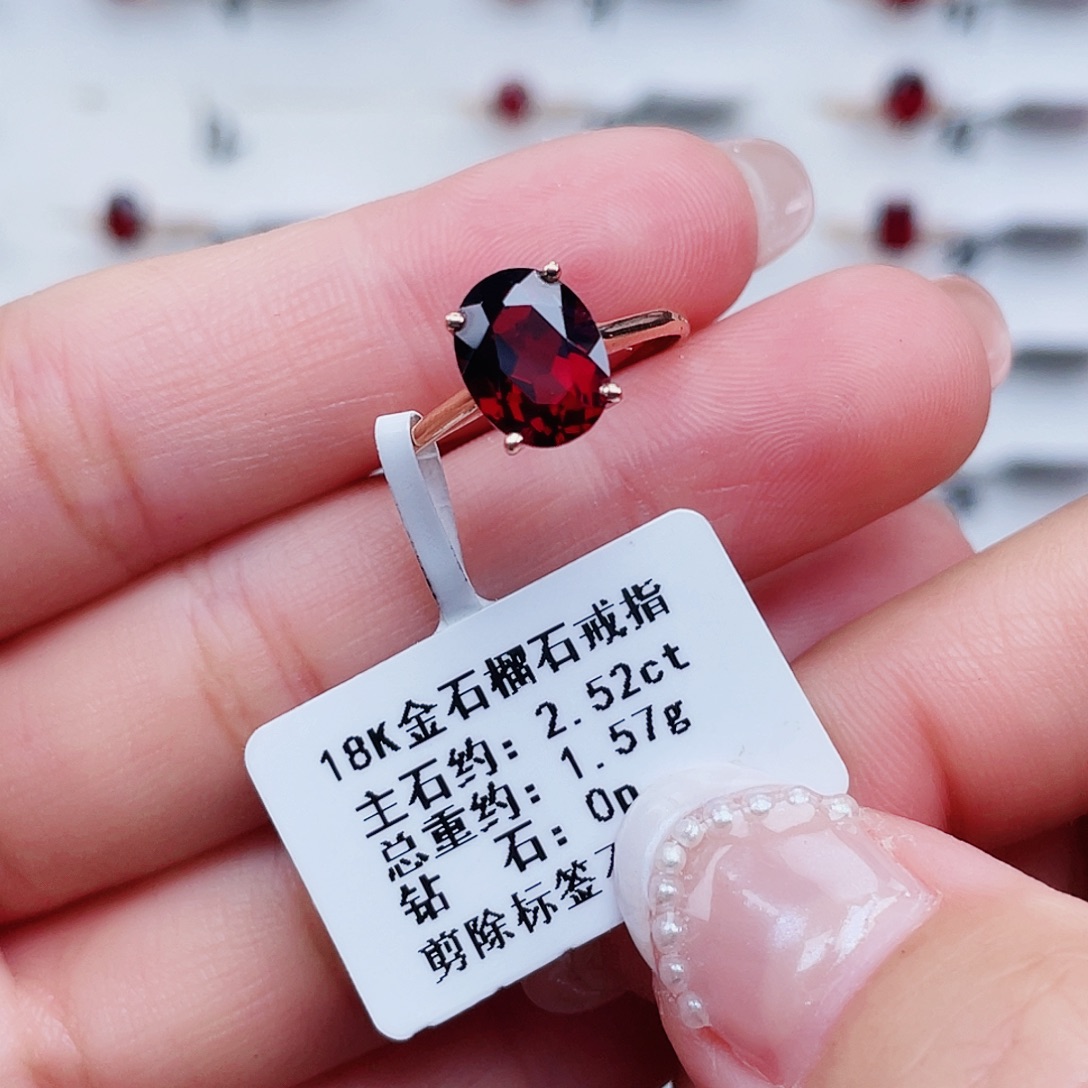 18K金石榴石戒指
主石约: 2.52ct
总重约: 1.57g
钻 石: 0p
剪除标签